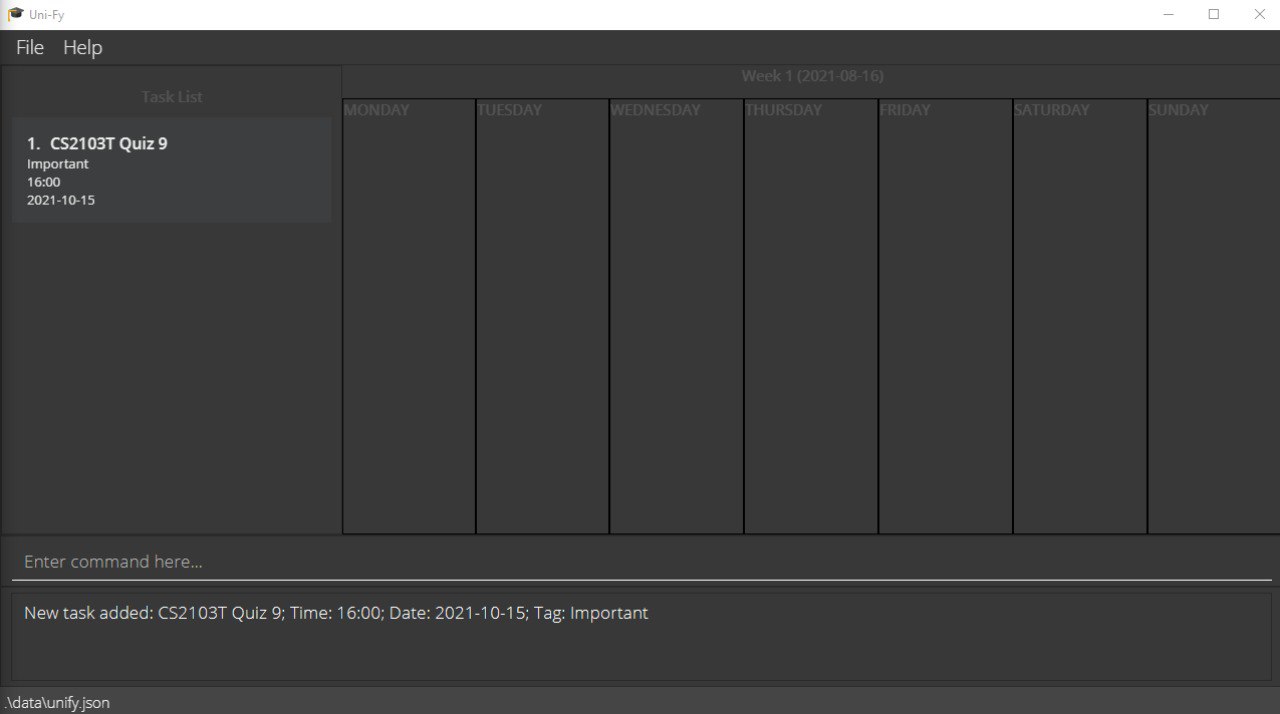 Uni-Fy
File Help
Task List
1. CS2103T Quiz 9
Important
16:00
2021-10-15
Week 1 (2021-08-16)
MONDAY TUESDAY WEDNESDAY THURSDAY FRIDAY SATURDAY SUNDAY
Enter command here...
New task added: CS2103T Quiz 9; Time: 16:00; Date: 2021-10-15; Tag: Important
.\data\unify.json